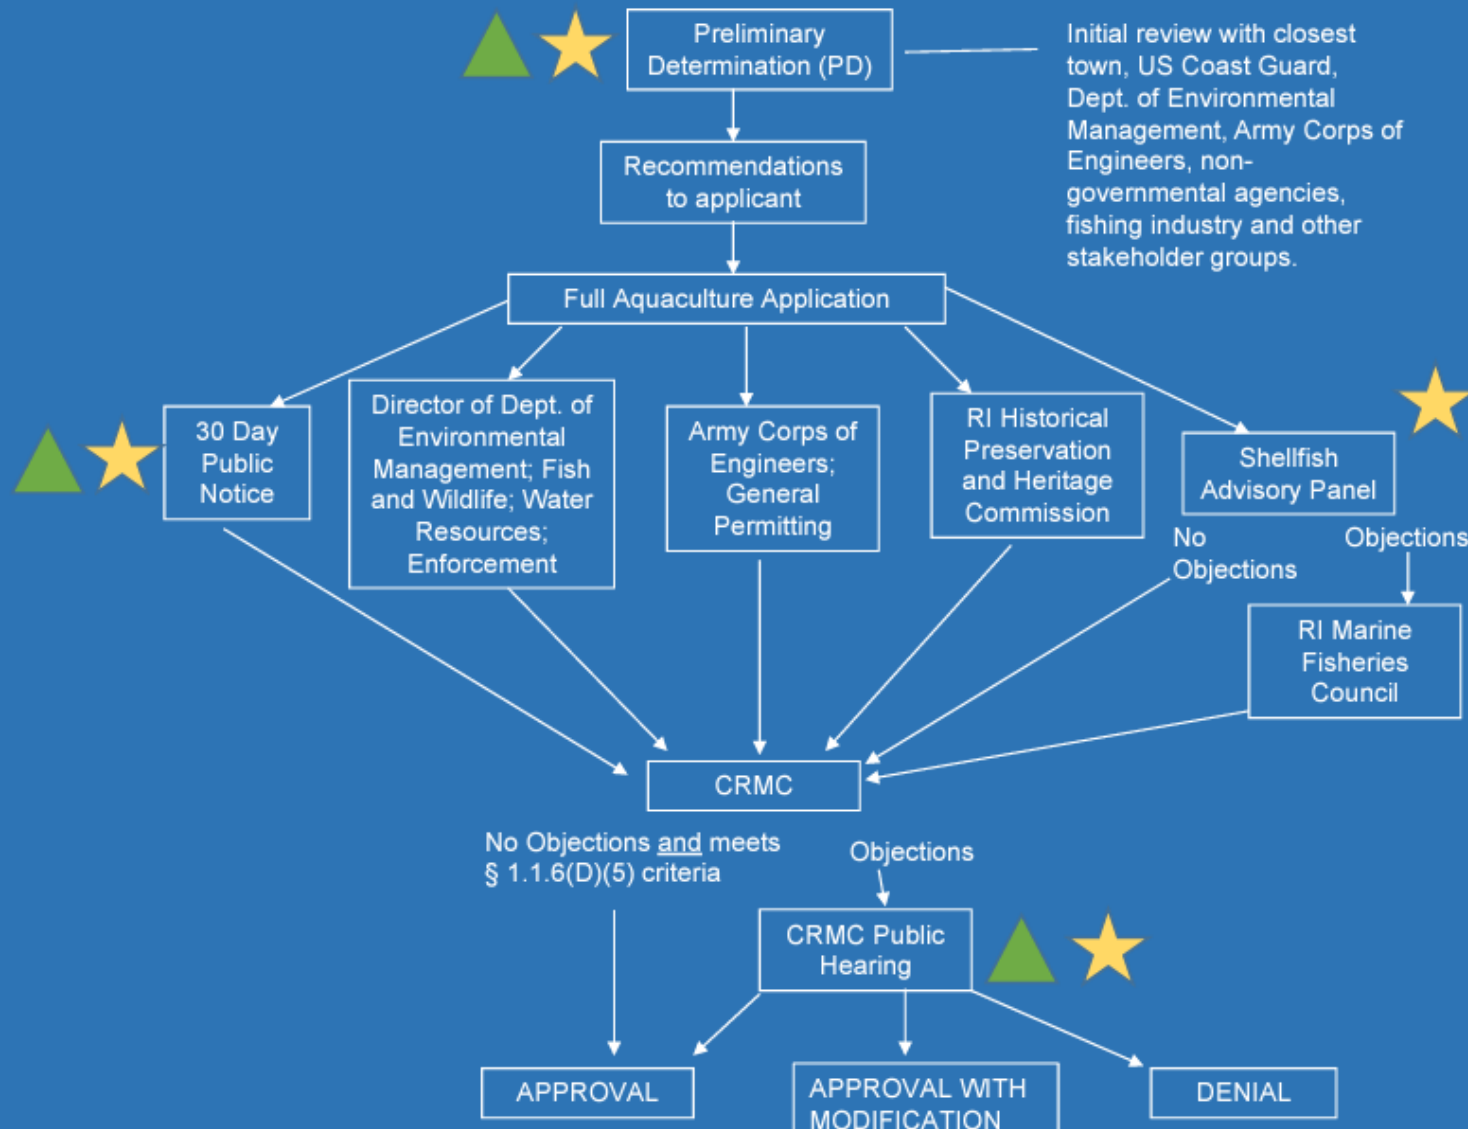 Preliminary
Determination (PD)
Initial review with closest
town, US Coast Guard,
Dept. of Environmental
Management, Army Corps of
Engineers, non-
governmental agencies,
fishing industry and other
stakeholder groups.
Recommendations
to applicant
Full Aquaculture Application
30 Day
Public
Notice
Director of Dept. of
Environmental
Management; Fish
and Wildlife; Water
Resources;
Enforcement
Army Corps of
Engineers;
General
Permitting
RI Historical
Preservation
and Heritage
Commission
Shellfish
Advisory Panel
No
Objections
Objections
RI Marine
Fisheries
Council
CRMC
No Objections and meets
§ 1.1.6(D)(5) criteria
Objections
CRMC Public
Hearing
APPROVAL
APPROVAL WITH
MODIFICATION
DENIAL